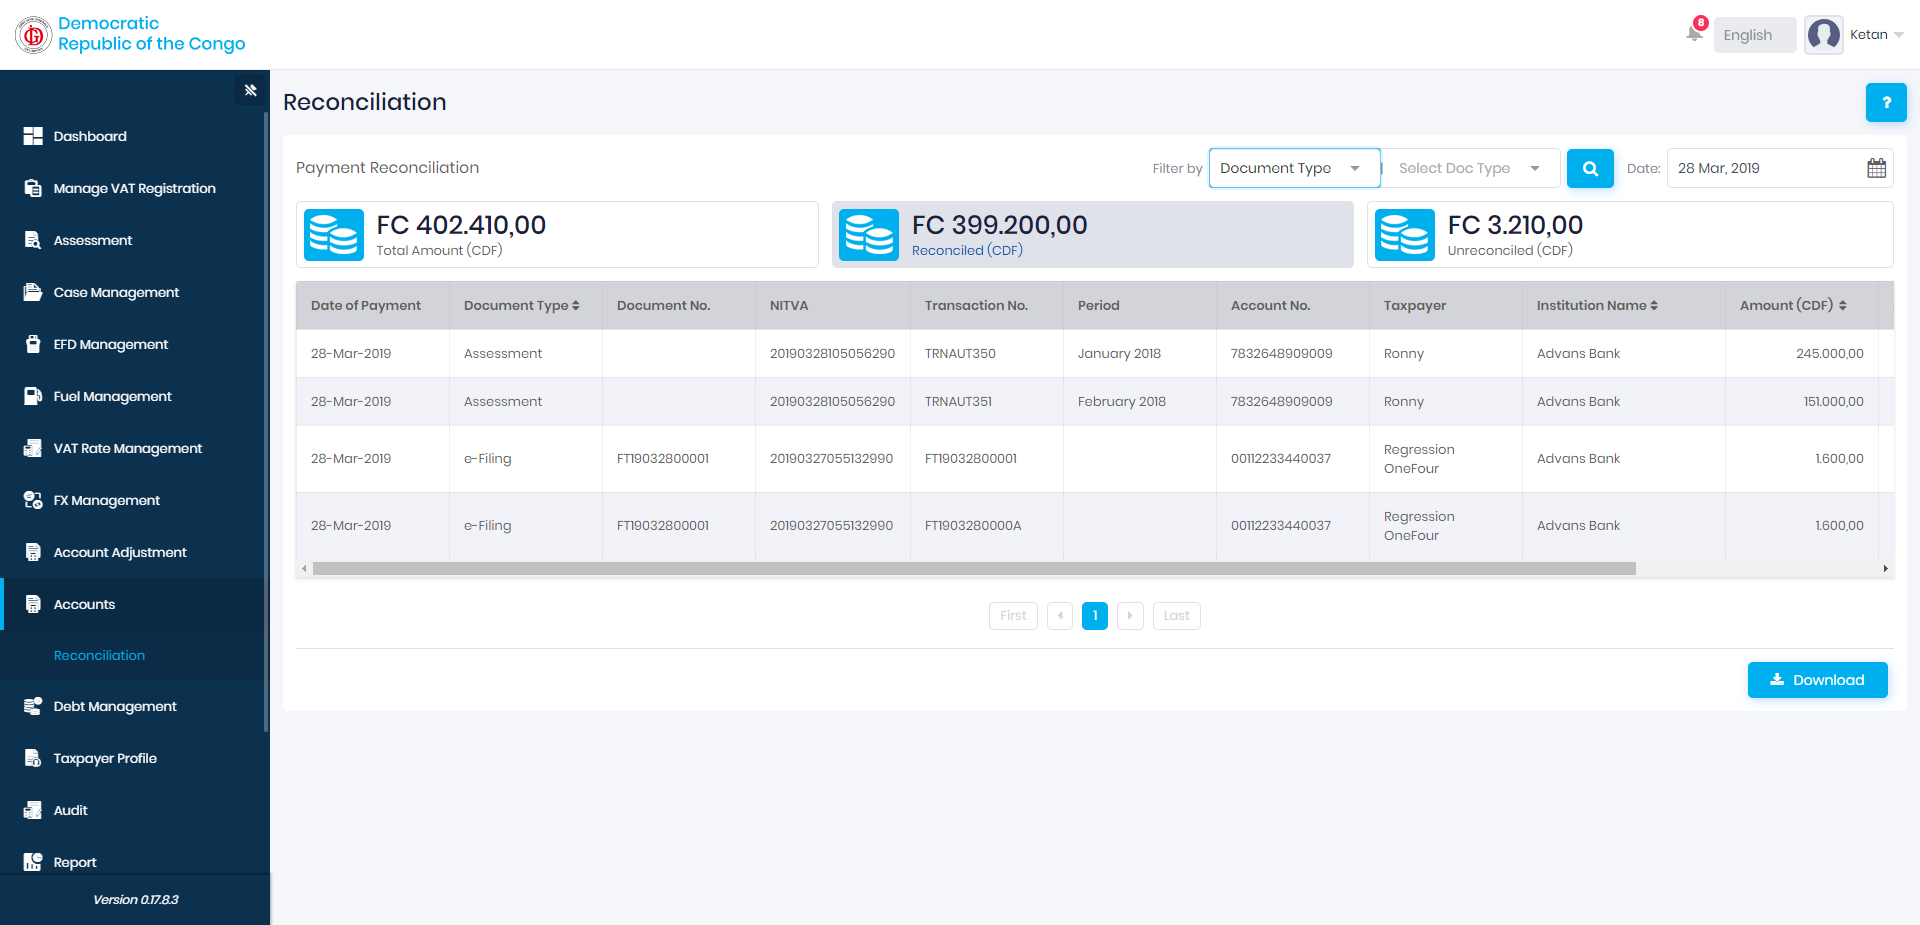 Democratic
Republic of the Congo
8
English
Ketan
Dashboard
Manage VAT Registration
Assessment
Case Management
EFD Management
Fuel Management
VAT Rate Management
FX Management
Account Adjustment
Accounts
Reconciliation
Debt Management
Taxpayer Profile
Audit
Report
Version 0.17.8.3
Reconciliation
?
Payment Reconciliation
Filter by
Document Type
Select Doc Type
Date:
28 Mar, 2019
FC 402.410,00
Total Amount (CDF)
FC 399.200,00
Reconciled (CDF)
FC 3.210,00
Unreconciled (CDF)
Date of Payment Document Type Document No. NITVA Transaction No. Period Account No. Taxpayer Institution Name Amount (CDF)
28-Mar-2019 Assessment 20190328105056290 TRNAUT350 January 2018 7832648909009 Ronny Advans Bank 245.000,00
28-Mar-2019 Assessment 20190328105056290 TRNAUT351 February 2018 7832648909009 Ronny Advans Bank 151.000,00
28-Mar-2019 e-Filing FT19032800001 20190327055132990 FT19032800001 00112233440037 Regression OneFour Advans Bank 1.600,00
28-Mar-2019 e-Filing FT19032800001 20190327055132990 FT1903280000A 00112233440037 Regression OneFour Advans Bank 1.600,00
First 1 Last
Download